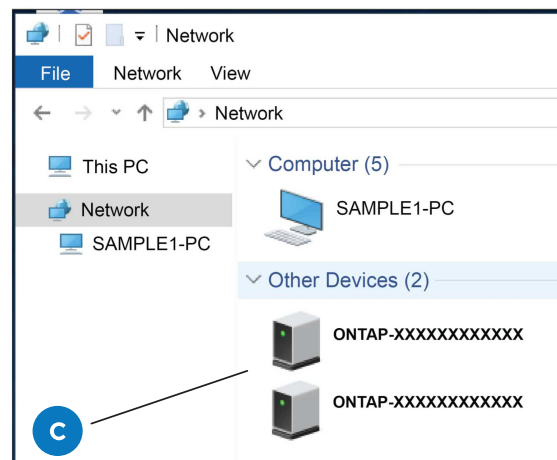 Network
File Network View
Network
This PC
Network
SAMPLE1-PC
Computer (5)
SAMPLE1-PC
Other Devices (2)
ONTAP-XXXXXXXXXXXX
ONTAP-XXXXXXXXXXXX
C